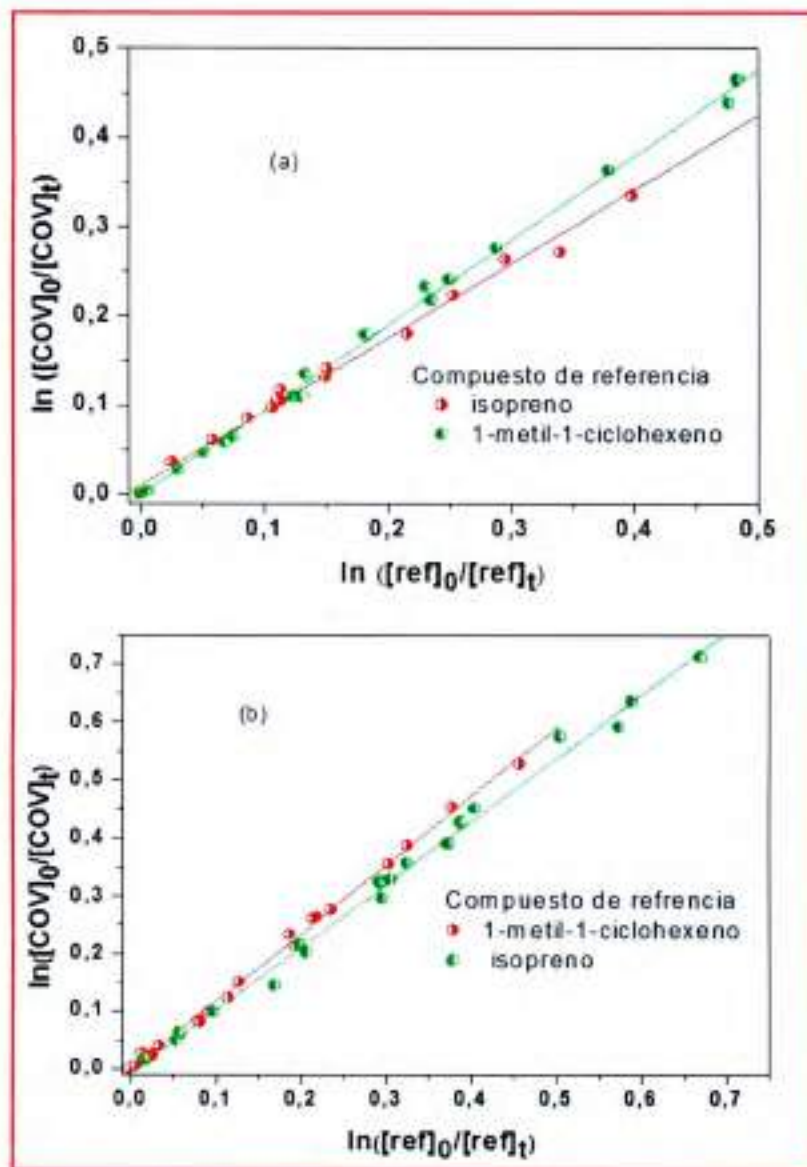 0,5
0,4
0,3
0,2
0,1
0,0
ln ([COV]0/[COV]t)
(a)
Compuesto de referencia
isopreno
1-metil-1-ciclohexeno
0,0 0,1 0,2 0,3 0,4 0,5
ln ([ref]0/[ref]t)
0,7
0,6
0,5
0,4
0,3
0,2
0,1
0,0
ln([COV]0/[COV]t)
(b)
Compuesto de refrencia
1-metil-1-ciclohexeno
isopreno
0,0 0,1 0,2 0,3 0,4 0,5 0,6 0,7
ln([ref]0/[ref]t)